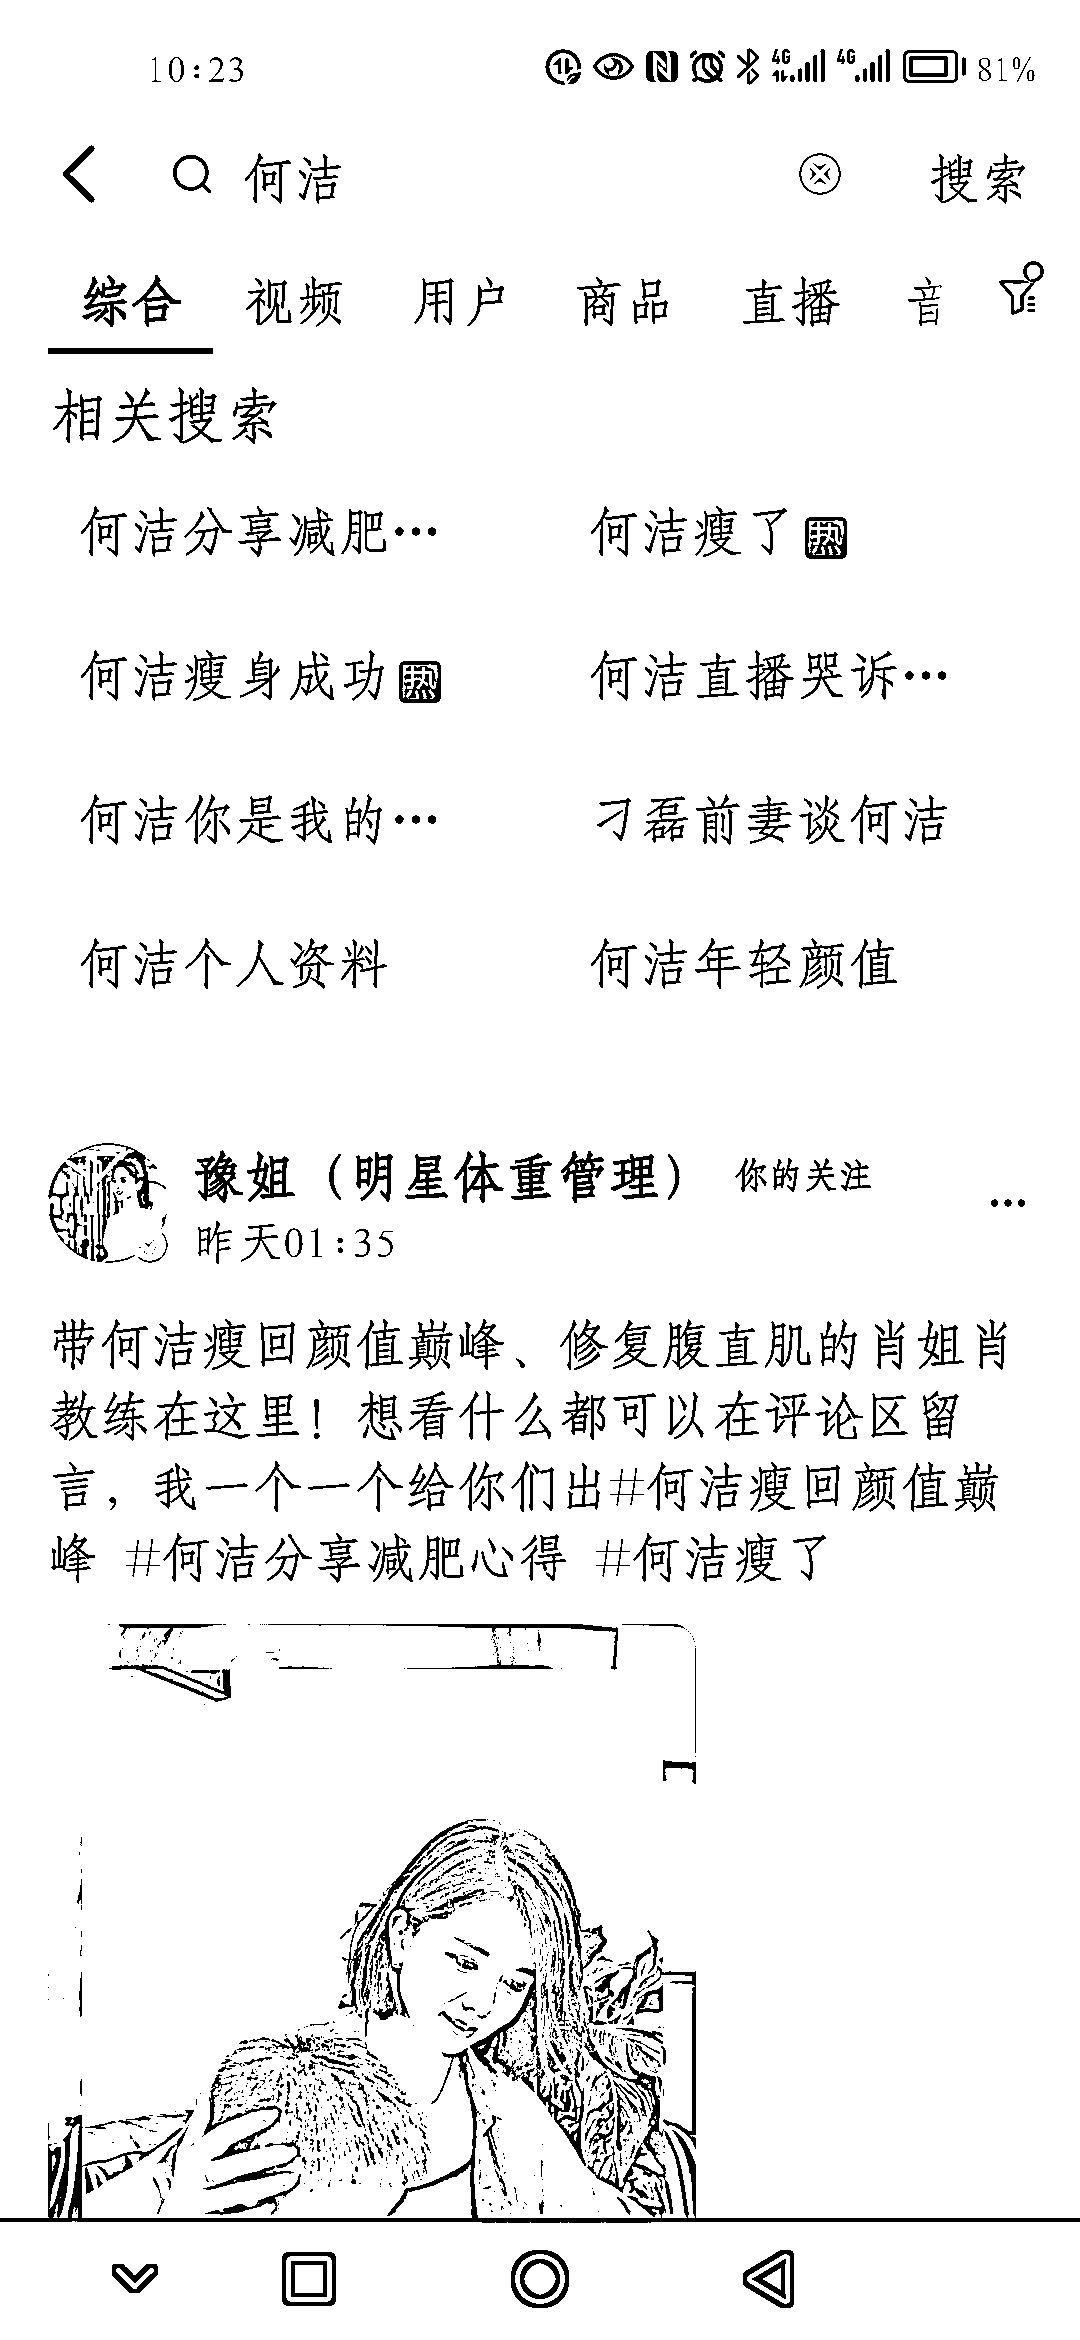 10:23
4G 4G 81%
何洁 搜索
综合 视频 用户 商品 直播 音
相关搜索
何洁分享减肥… 何洁瘦了 热
何洁瘦身成功 热 何洁直播哭诉…
何洁你是我的… 刁磊前妻谈何洁
何洁个人资料 何洁年轻颜值
豫姐（明星体重管理） 你的关注
昨天01:35
带何洁瘦回颜值巅峰、修复腹直肌的肖姐肖
教练在这里！想看什么都可以在评论区留
言，我一个一个给你们出#何洁瘦回颜值巅
峰 #何洁分享减肥心得 #何洁瘦了